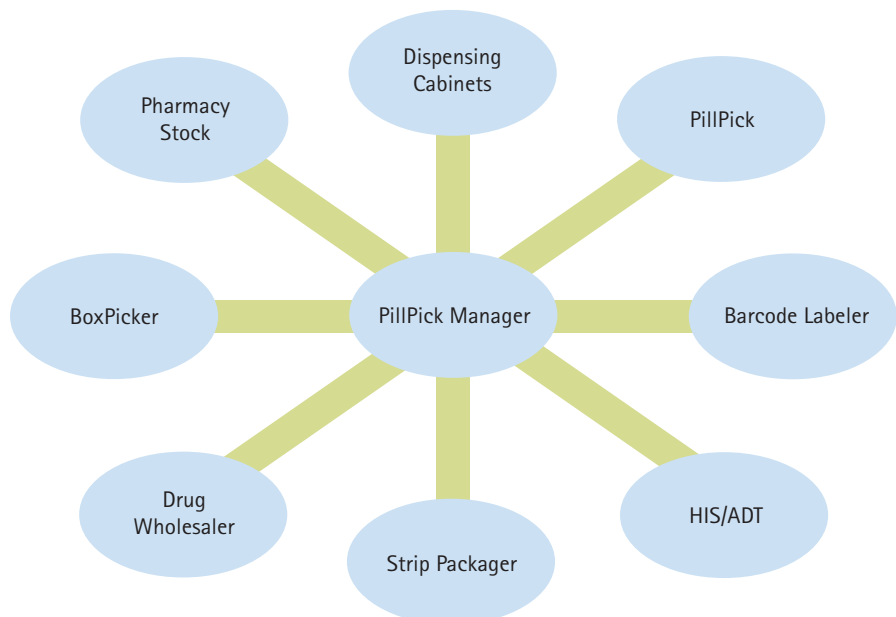 Dispensing
Cabinets
Pharmacy
Stock
PillPick
BoxPicker
PillPick Manager
Barcode Labeler
Drug
Wholesaler
HIS/ADT
Strip Packager